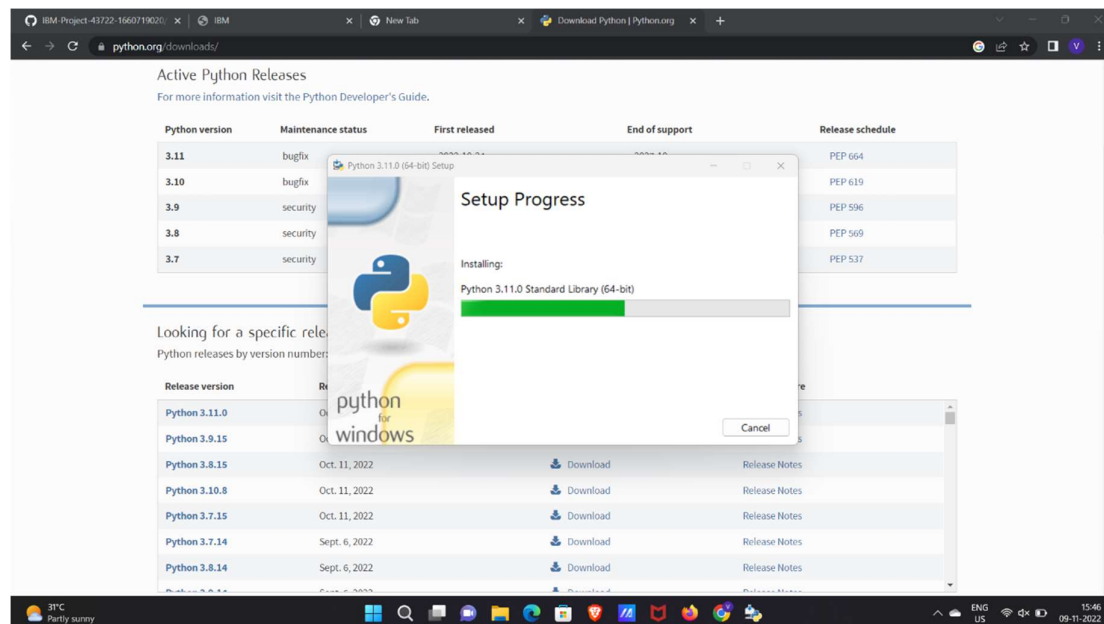 IBM-Project-43722-1660719020/
IBM
New Tab
Download Python | Python.org
python.org/downloads/
V
Active Python Releases
For more information visit the Python Developer's Guide.
Python version Maintenance status First released End of support Release schedule
3.11 bugfix PEP 664
3.10 bugfix PEP 619
3.9 security PEP 596
3.8 security PEP 569
3.7 security PEP 537
Python 3.11.0 (64-bit) Setup
Setup Progress
Installing:
Python 3.11.0 Standard Library (64-bit)
python
for
windows
Cancel
Looking for a specific rele
Python releases by version number:
Release version Re re
Python 3.11.0 Oc s
Python 3.9.15 Oc s
Python 3.8.15 Oct. 11, 2022 Download Release Notes
Python 3.10.8 Oct. 11, 2022 Download Release Notes
Python 3.7.15 Oct. 11, 2022 Download Release Notes
Python 3.7.14 Sept. 6, 2022 Download Release Notes
Python 3.8.14 Sept. 6, 2022 Download Release Notes
31°C
Partly sunny
ENG
US
15:46
09-11-2022